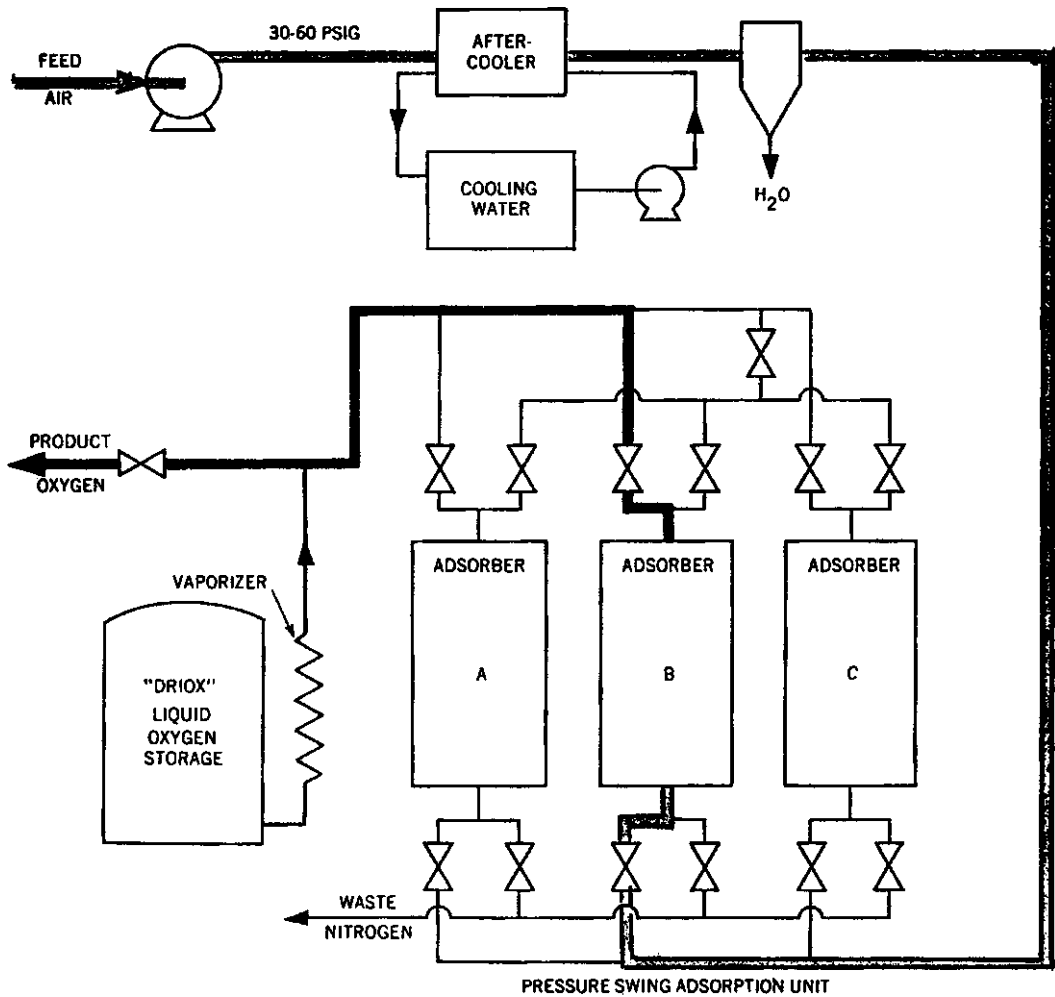 30-60 PSIG
FEED
AIR
AFTER-
COOLER
COOLING
WATER
H2O
PRODUCT
OXYGEN
VAPORIZER
"DRIOX"
LIQUID
OXYGEN
STORAGE
ADSORBER
A
ADSORBER
B
ADSORBER
C
WASTE
NITROGEN
PRESSURE SWING ADSORPTION UNIT